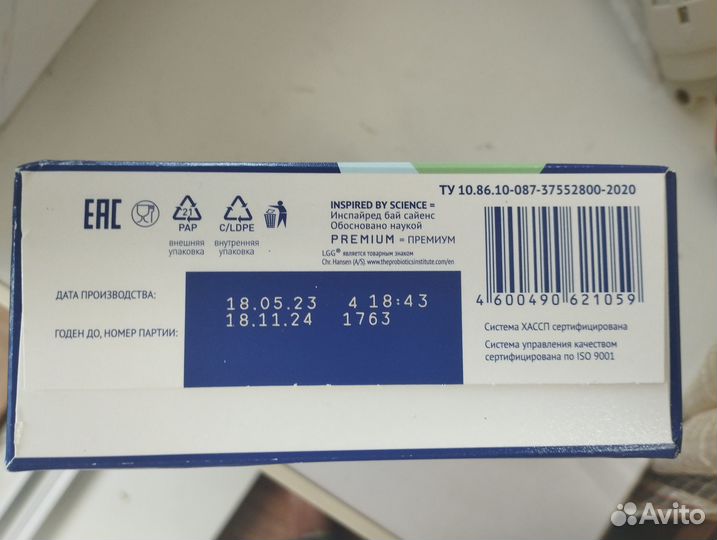 ТУ 10.86.10-087-37552800-2020
EAC
21
PAP
внешняя
упаковка
C/LDPE
внутренняя
упаковка
INSPIRED BY SCIENCE =
Инспайред бай сайенс
Обосновано наукой
PREMIUM = ПРЕМИУМ
LGG® является товарным знаком
Chr. Hansen (A/S). www.theprobioticsinstitute.com/en
ДАТА ПРОИЗВОДСТВА:
18.05.23 4 18:43
ГОДЕН ДО, НОМЕР ПАРТИИ:
18.11.24 1763
4 600490 621059
Система ХАССП сертифицирована
Система управления качеством
сертифицирована по ISO 9001
Avito